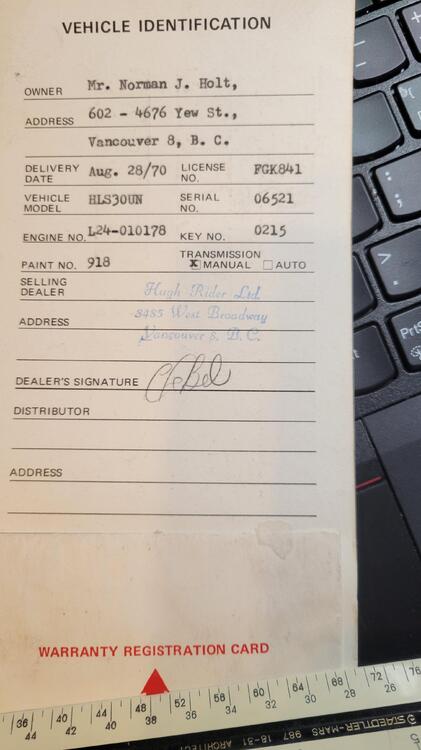 VEHICLE IDENTIFICATION
OWNER Mr. Norman J. Holt,
ADDRESS 602 - 4676 Yew St.,
Vancouver 8, B. C.
DELIVERY DATE Aug. 28/70 LICENSE NO. FGK841
VEHICLE MODEL HLS30UN SERIAL NO. 06521
ENGINE NO. L24-010178 KEY NO. 0215
PAINT NO. 918 TRANSMISSION X MANUAL AUTO
SELLING DEALER Hugh Rider Ltd.
ADDRESS 3485 West Broadway
Vancouver 8, B. C.
DEALER'S SIGNATURE
DISTRIBUTOR
ADDRESS
WARRANTY REGISTRATION CARD
36 40 44 48 52 56 60 64 68 72 76
44 42 40 38 36 34 32 30 28 26
STAEDTLER-MARS 987 18-31 ARCHITECT
PrtS